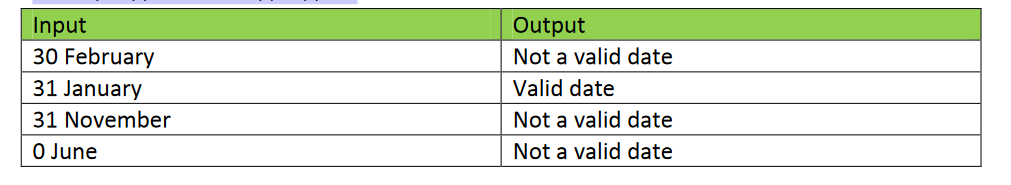 Input Output
30 February Not a valid date
31 January Valid date
31 November Not a valid date
0 June Not a valid date